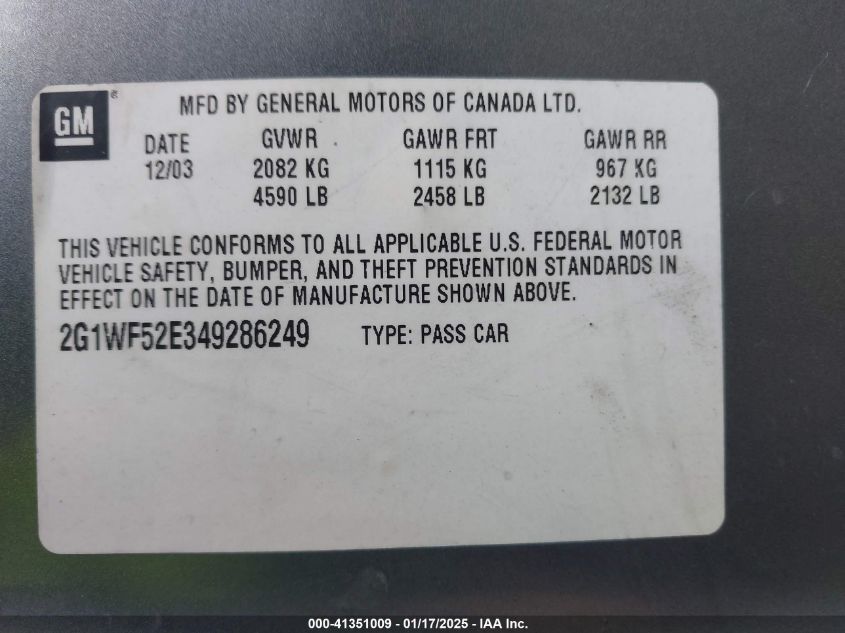 GM®
MFD BY GENERAL MOTORS OF CANADA LTD.
DATE GVWR GAWR FRT GAWR RR
12/03 2082 KG 1115 KG 967 KG
4590 LB 2458 LB 2132 LB
THIS VEHICLE CONFORMS TO ALL APPLICABLE U.S. FEDERAL MOTOR
VEHICLE SAFETY, BUMPER, AND THEFT PREVENTION STANDARDS IN
EFFECT ON THE DATE OF MANUFACTURE SHOWN ABOVE.
2G1WF52E349286249 TYPE: PASS CAR
000-41351009 - 01/17/2025 - IAA Inc.